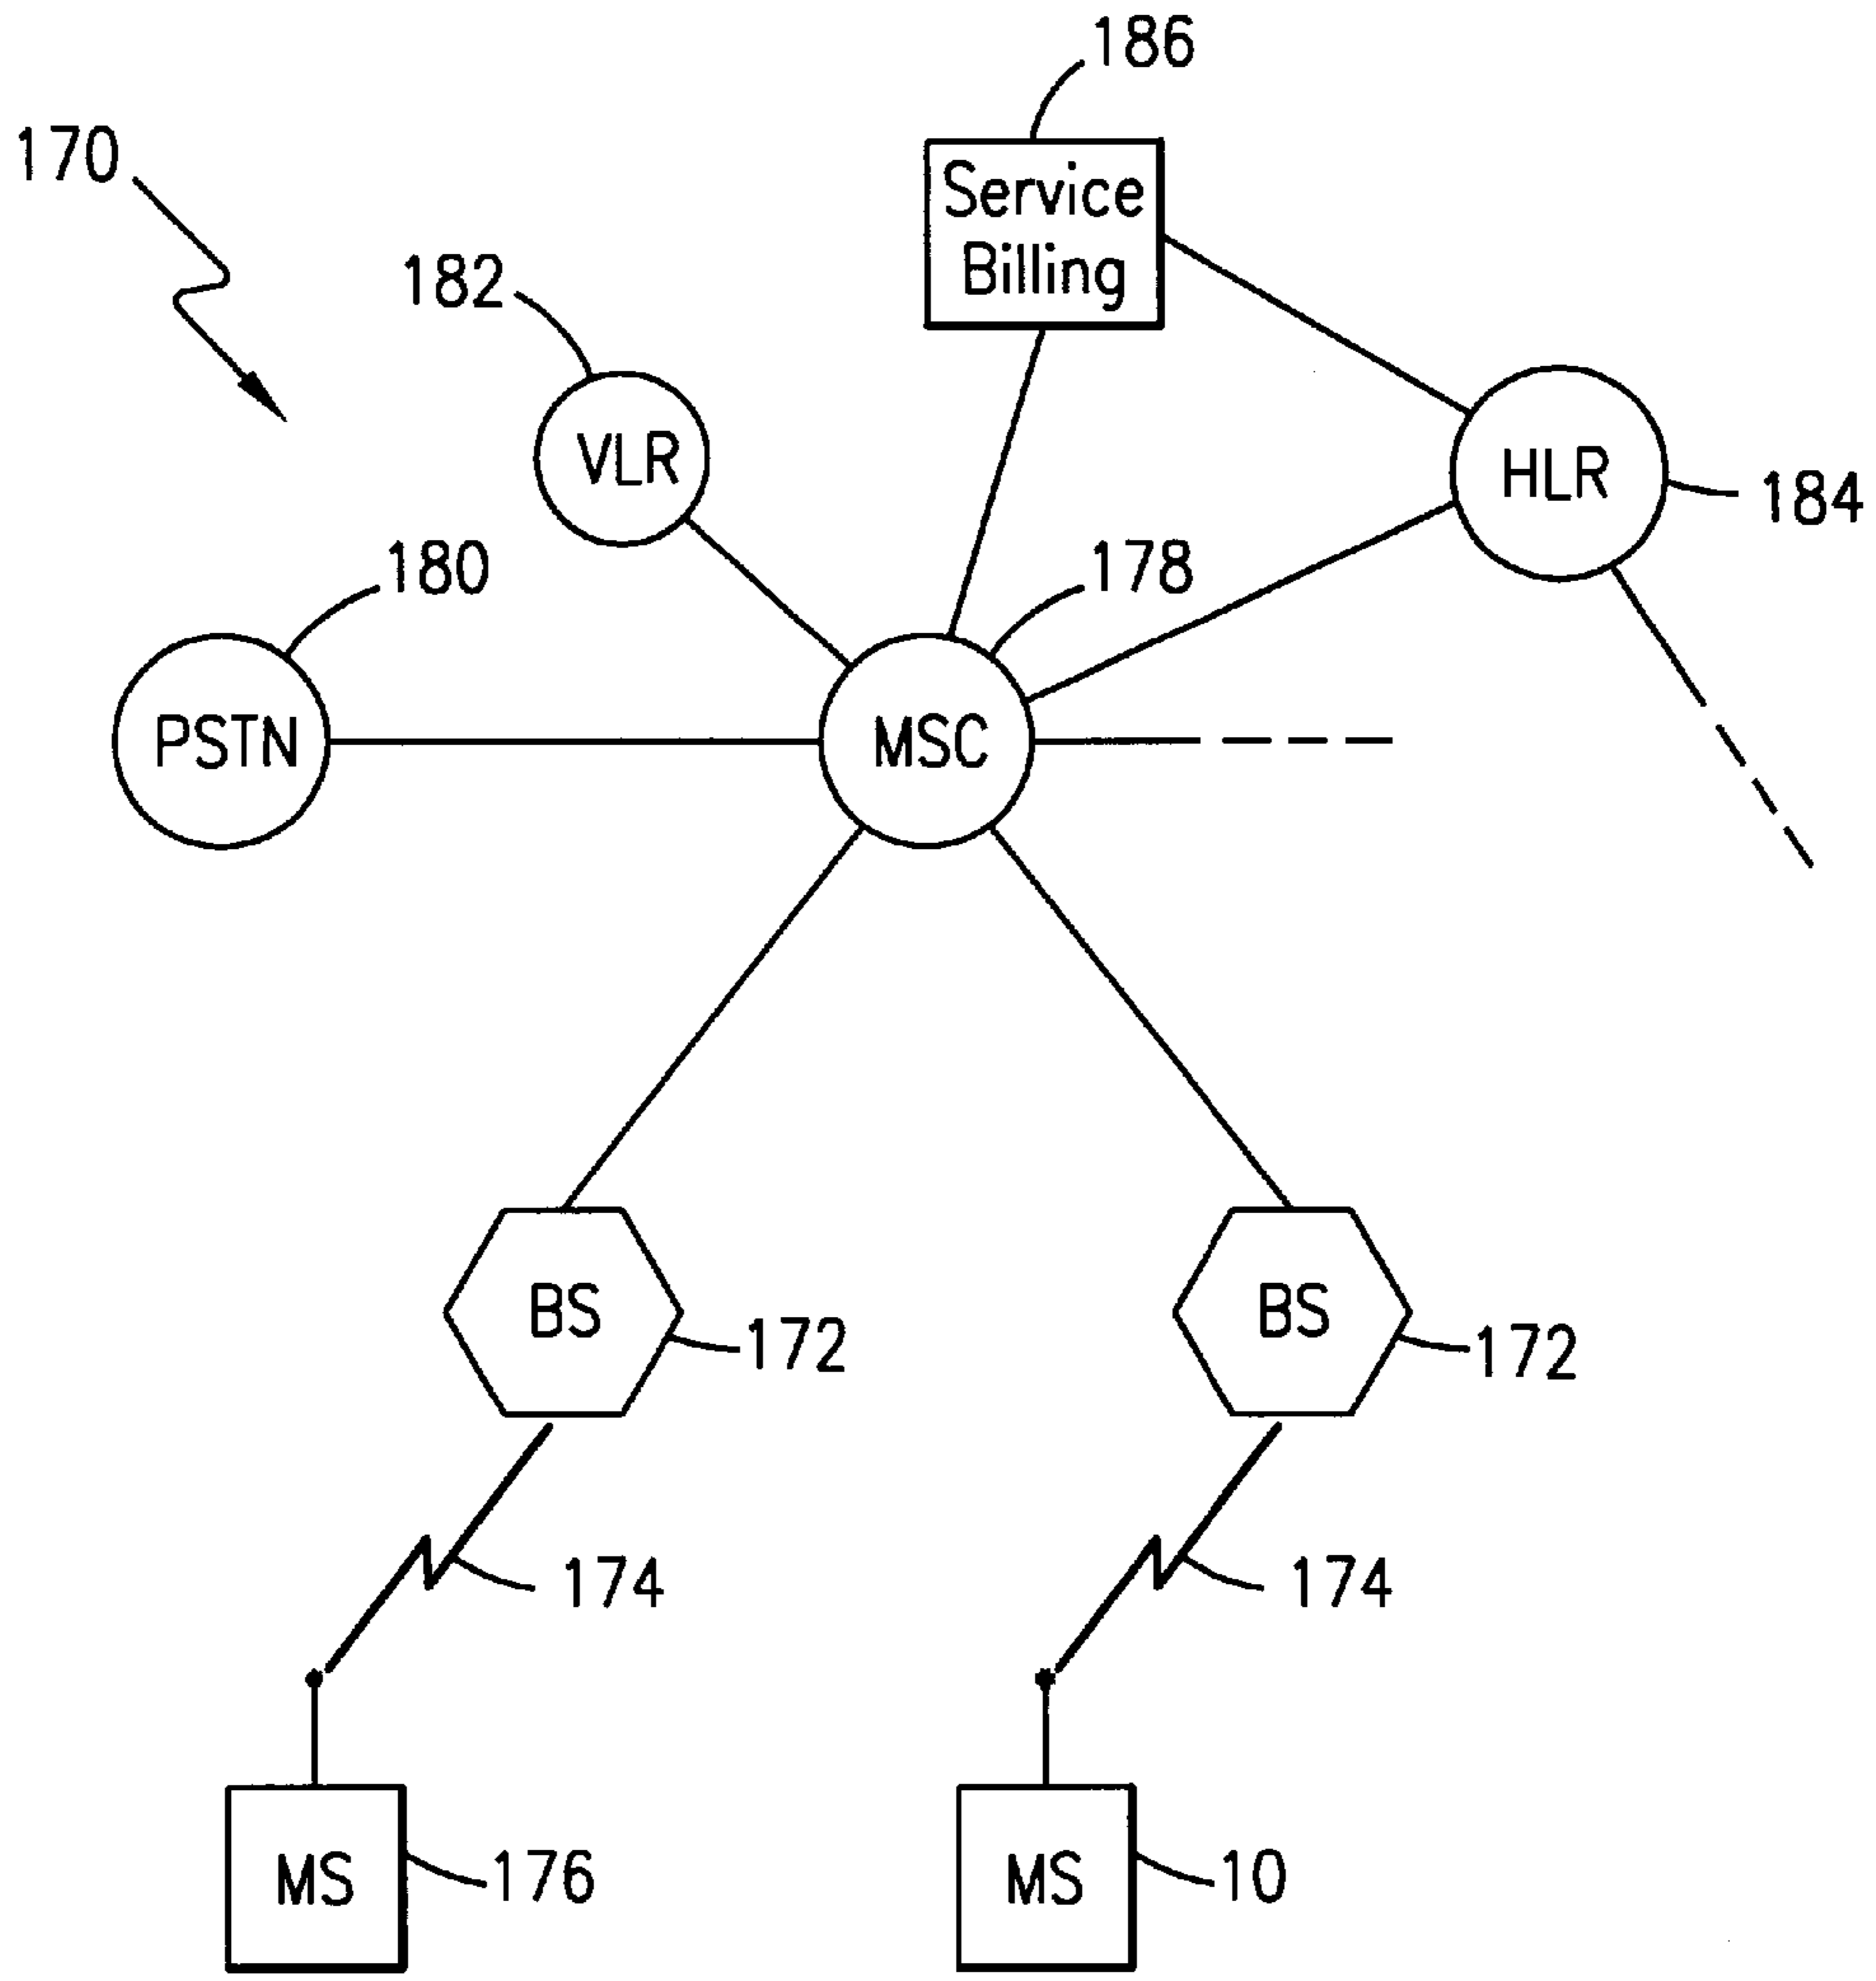 186
170
Service
Billing
182
VLR
HLR
184
180
178
PSTN
MSC
BS
172
BS
172
174
174
MS
176
MS
10